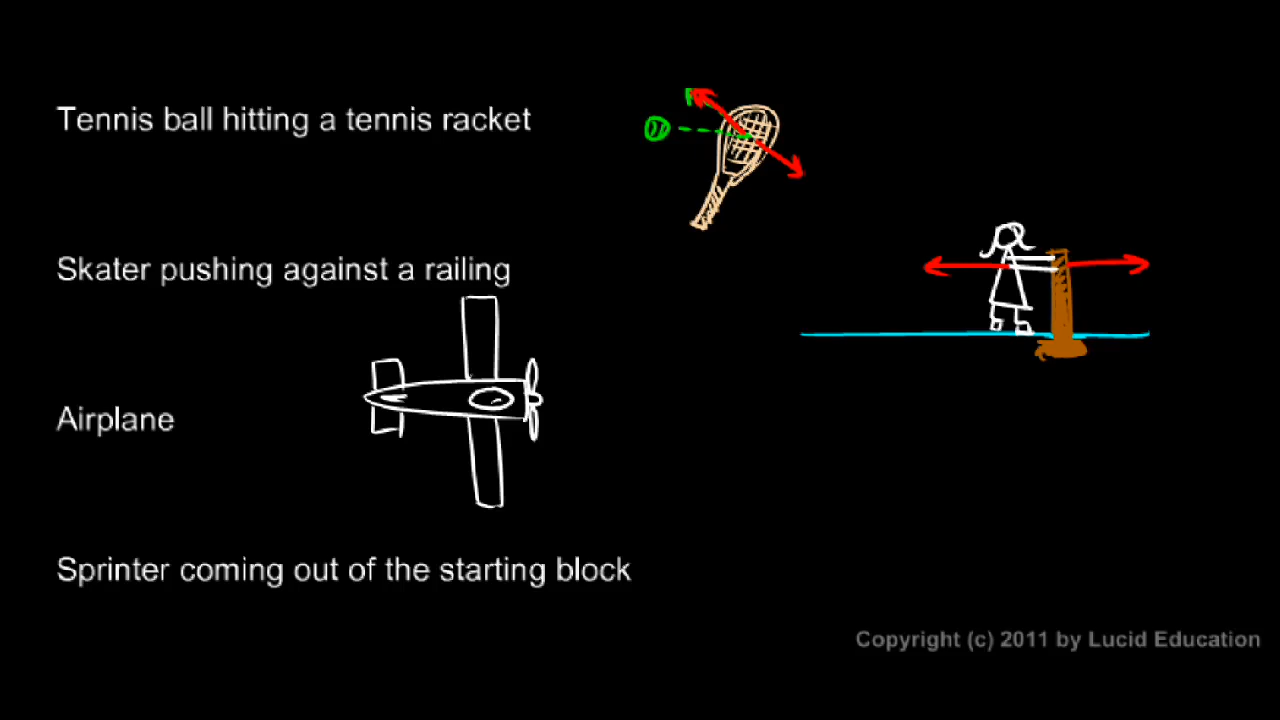 Tennis ball hitting a tennis racket
Skater pushing against a railing
Airplane
Sprinter coming out of the starting block
Copyright (c) 2011 by Lucid Education